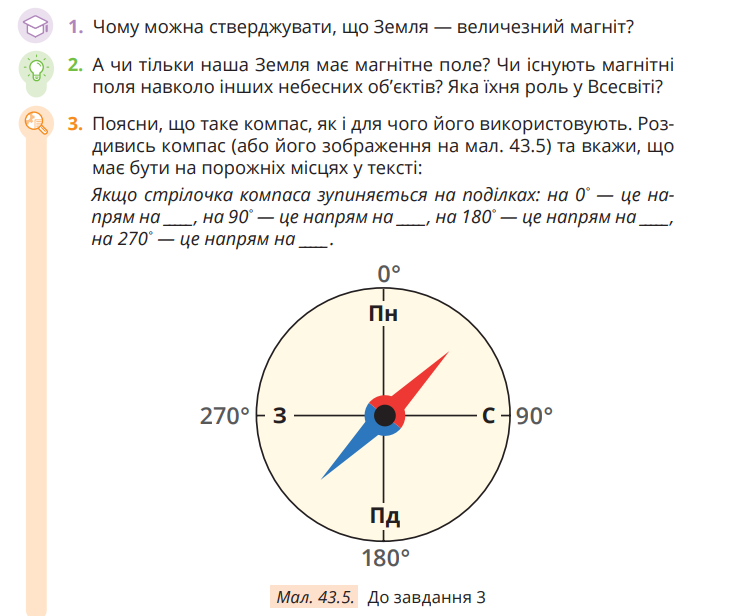 1. Чому можна стверджувати, що Земля — величезний магніт?
2. А чи тільки наша Земля має магнітне поле? Чи існують магнітні
поля навколо інших небесних об’єктів? Яка їхня роль у Всесвіті?
3. Поясни, що таке компас, як і для чого його використовують. Роз-
дивись компас (або його зображення на мал. 43.5) та вкажи, що
має бути на порожніх місцях у тексті:
Якщо стрілочка компаса зупиняється на поділках: на 0° — це на-
прям на ____, на 90° — це напрям на ____, на 180° — це напрям на ____,
на 270° — це напрям на ____.
0°
Пн
270° З С 90°
Пд
180°
Мал. 43.5. До завдання 3